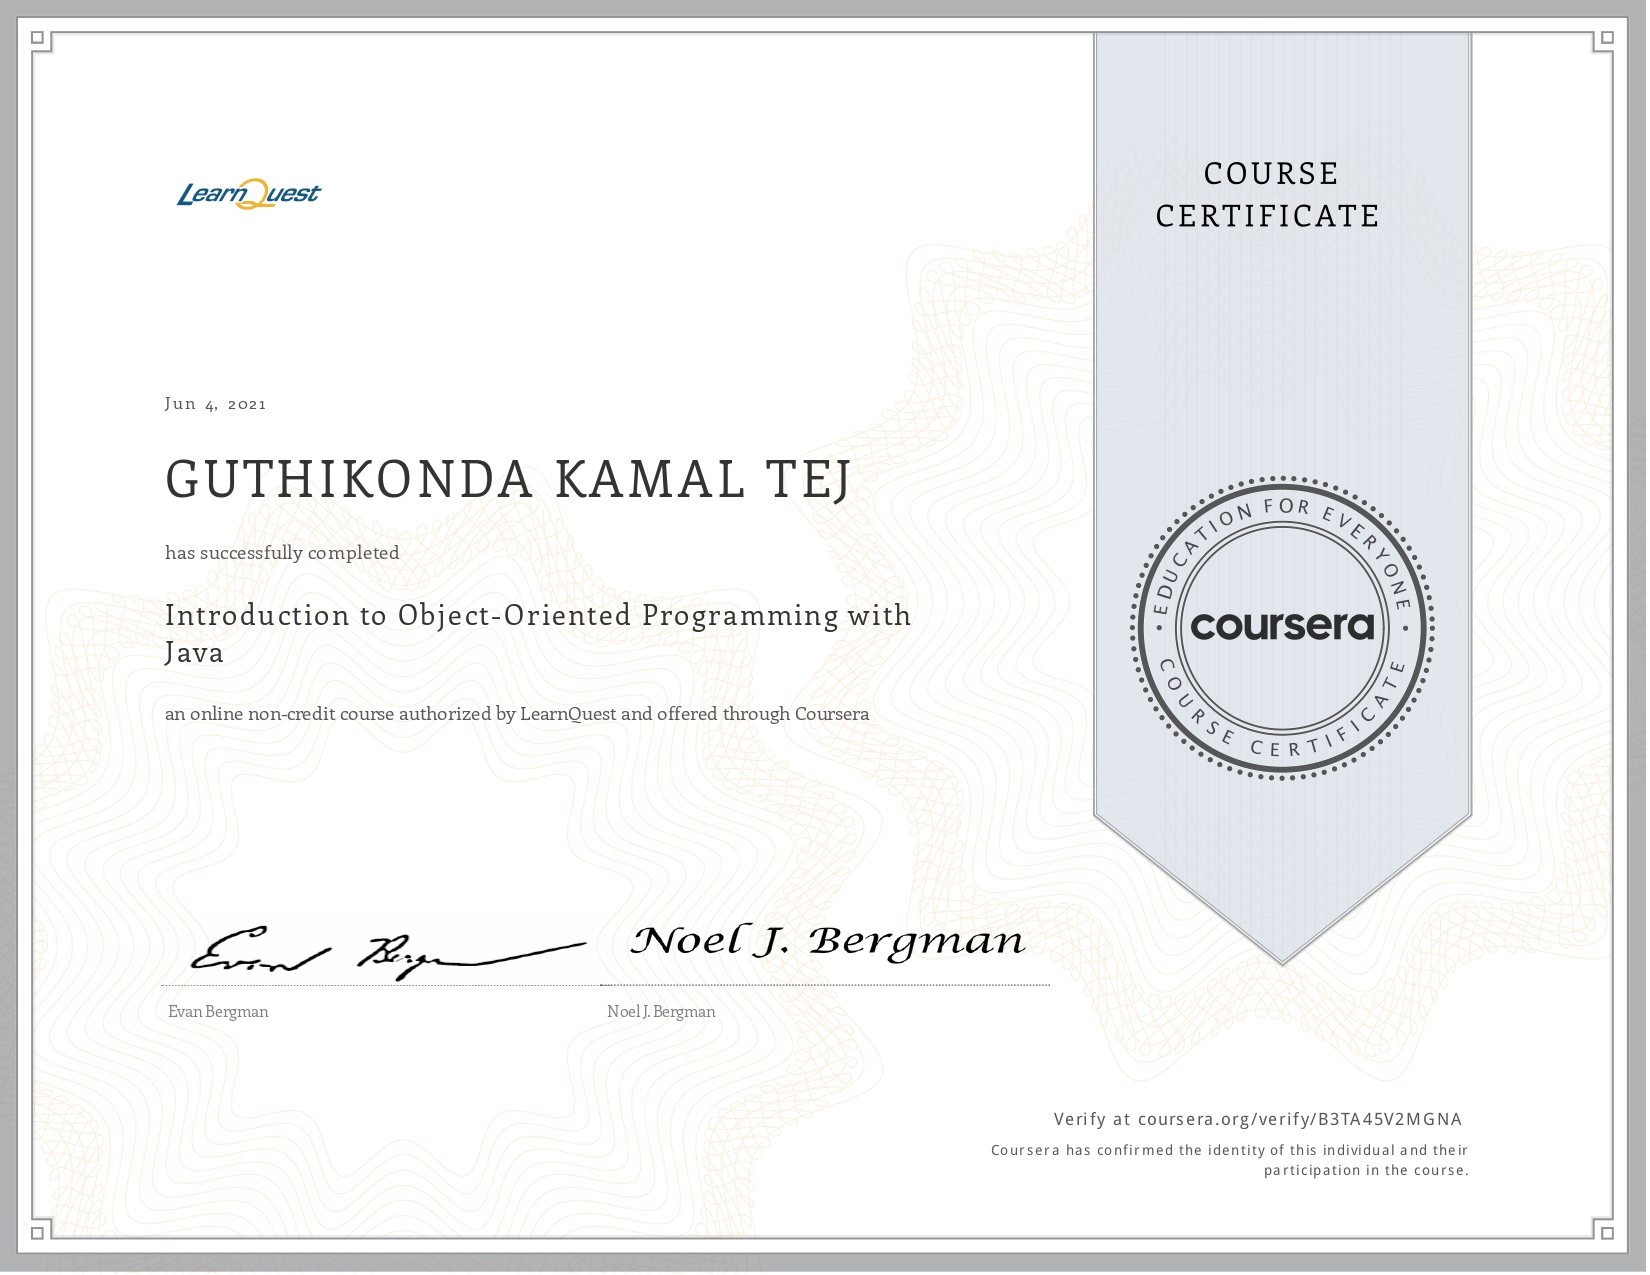 LearnQuest
COURSE
CERTIFICATE
Jun 4, 2021
GUTHIKONDA KAMAL TEJ
has successfully completed
Introduction to Object-Oriented Programming with
Java
an online non-credit course authorized by LearnQuest and offered through Coursera
EDUCATION FOR EVERYONE
coursera
COURSE CERTIFICATE
Evan Bergman
Noel J. Bergman
Evan Bergman
Noel J. Bergman
Verify at coursera.org/verify/B3TA45V2MGNA
Coursera has confirmed the identity of this individual and their
participation in the course.